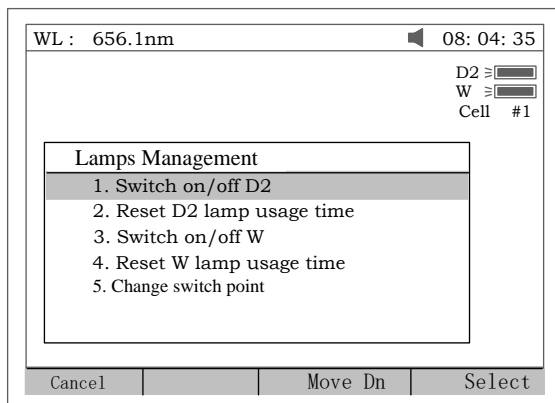 WL : 656.1nm 08: 04: 35
D2
W
Cell #1
Lamps Management
1. Switch on/off D2
2. Reset D2 lamp usage time
3. Switch on/off W
4. Reset W lamp usage time
5. Change switch point
Cancel Move Dn Select